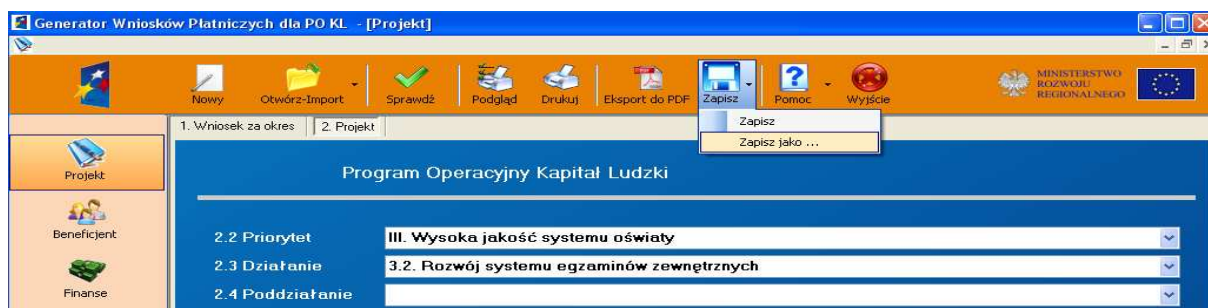 Generator Wniosków Płatniczych dla PO KL - [Projekt]
Nowy
Otwórz-Import
Sprawdź
Podgląd
Drukuj
Eksport do PDF
Zapisz
Pomoc
Wyjście
MINISTERSTWO
ROZWOJU
REGIONALNEGO
1. Wniosek za okres
2. Projekt
Zapisz
Zapisz jako ...
Projekt
Program Operacyjny Kapitał Ludzki
Beneficjent
2.2 Priorytet
III. Wysoka jakość systemu oświaty
2.3 Działanie
3.2. Rozwój systemu egzaminów zewnętrznych
Finanse
2.4 Poddziałanie